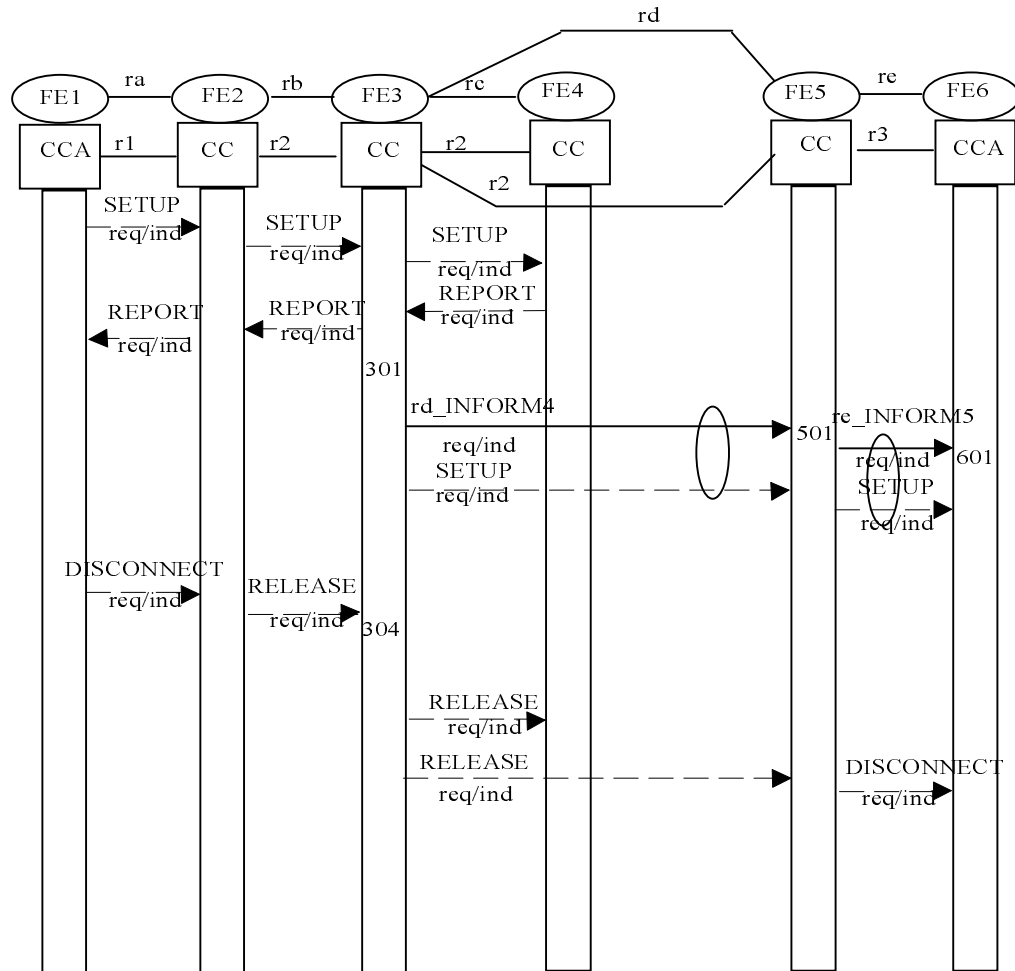 rd
ra
rb
rc
re
FE1
FE2
FE3
FE4
FE5
FE6
CCA
r1
CC
r2
CC
r2
CC
r2
CC
r3
CCA
SETUP
req/ind
SETUP
req/ind
SETUP
req/ind
REPORT
req/ind
REPORT
req/ind
REPORT
req/ind
301
rd_INFORM4
req/ind
501
re_INFORM5
req/ind
601
SETUP
req/ind
SETUP
req/ind
DISCONNECT
req/ind
RELEASE
req/ind
304
RELEASE
req/ind
RELEASE
req/ind
DISCONNECT
req/ind